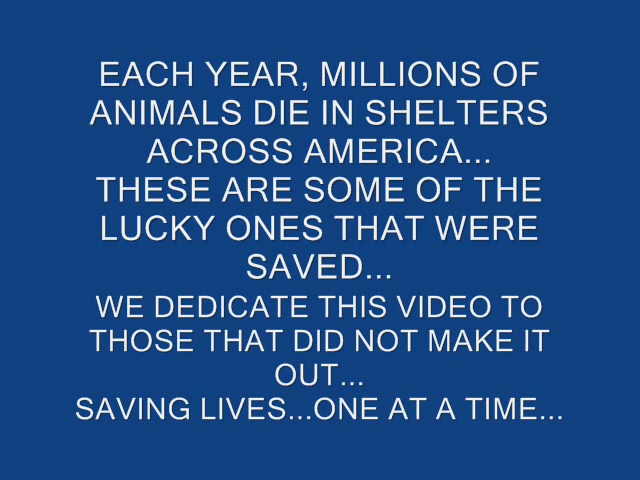 EACH YEAR, MILLIONS OF
ANIMALS DIE IN SHELTERS
ACROSS AMERICA...
THESE ARE SOME OF THE
LUCKY ONES THAT WERE
SAVED...
WE DEDICATE THIS VIDEO TO
THOSE THAT DID NOT MAKE IT
OUT...
SAVING LIVES...ONE AT A TIME...